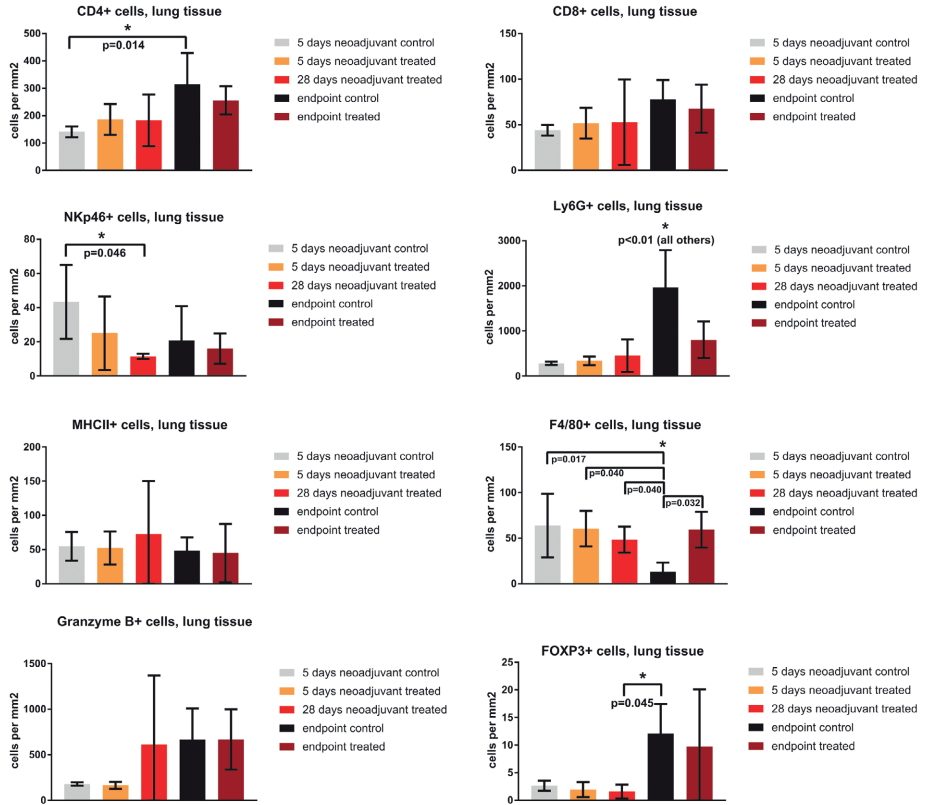 CD4+ cells, lung tissue
cells per mm2
500
400
300
200
100
0
*
p=0.014
5 days neoadjuvant control
5 days neoadjuvant treated
28 days neoadjuvant treated
endpoint control
endpoint treated
CD8+ cells, lung tissue
cells per mm2
150
100
50
0
5 days neoadjuvant control
5 days neoadjuvant treated
28 days neoadjuvant treated
endpoint control
endpoint treated
NKp46+ cells, lung tissue
cells per mm2
80
60
40
20
0
*
p=0.046
5 days neoadjuvant control
5 days neoadjuvant treated
28 days neoadjuvant treated
endpoint control
endpoint treated
Ly6G+ cells, lung tissue
*
p<0.01 (all others)
cells per mm2
3000
2000
1000
0
5 days neoadjuvant control
5 days neoadjuvant treated
28 days neoadjuvant treated
endpoint control
endpoint treated
MHCII+ cells, lung tissue
cells per mm2
200
150
100
50
0
5 days neoadjuvant control
5 days neoadjuvant treated
28 days neoadjuvant treated
endpoint control
endpoint treated
F4/80+ cells, lung tissue
cells per mm2
150
100
50
0
*
p=0.017
p=0.040
p=0.040
p=0.032
5 days neoadjuvant control
5 days neoadjuvant treated
28 days neoadjuvant treated
endpoint control
endpoint treated
Granzyme B+ cells, lung tissue
cells per mm2
1500
1000
500
0
5 days neoadjuvant control
5 days neoadjuvant treated
28 days neoadjuvant treated
endpoint control
endpoint treated
FOXP3+ cells, lung tissue
cells per mm2
25
20
15
10
5
0
*
p=0.045
5 days neoadjuvant control
5 days neoadjuvant treated
28 days neoadjuvant treated
endpoint control
endpoint treated